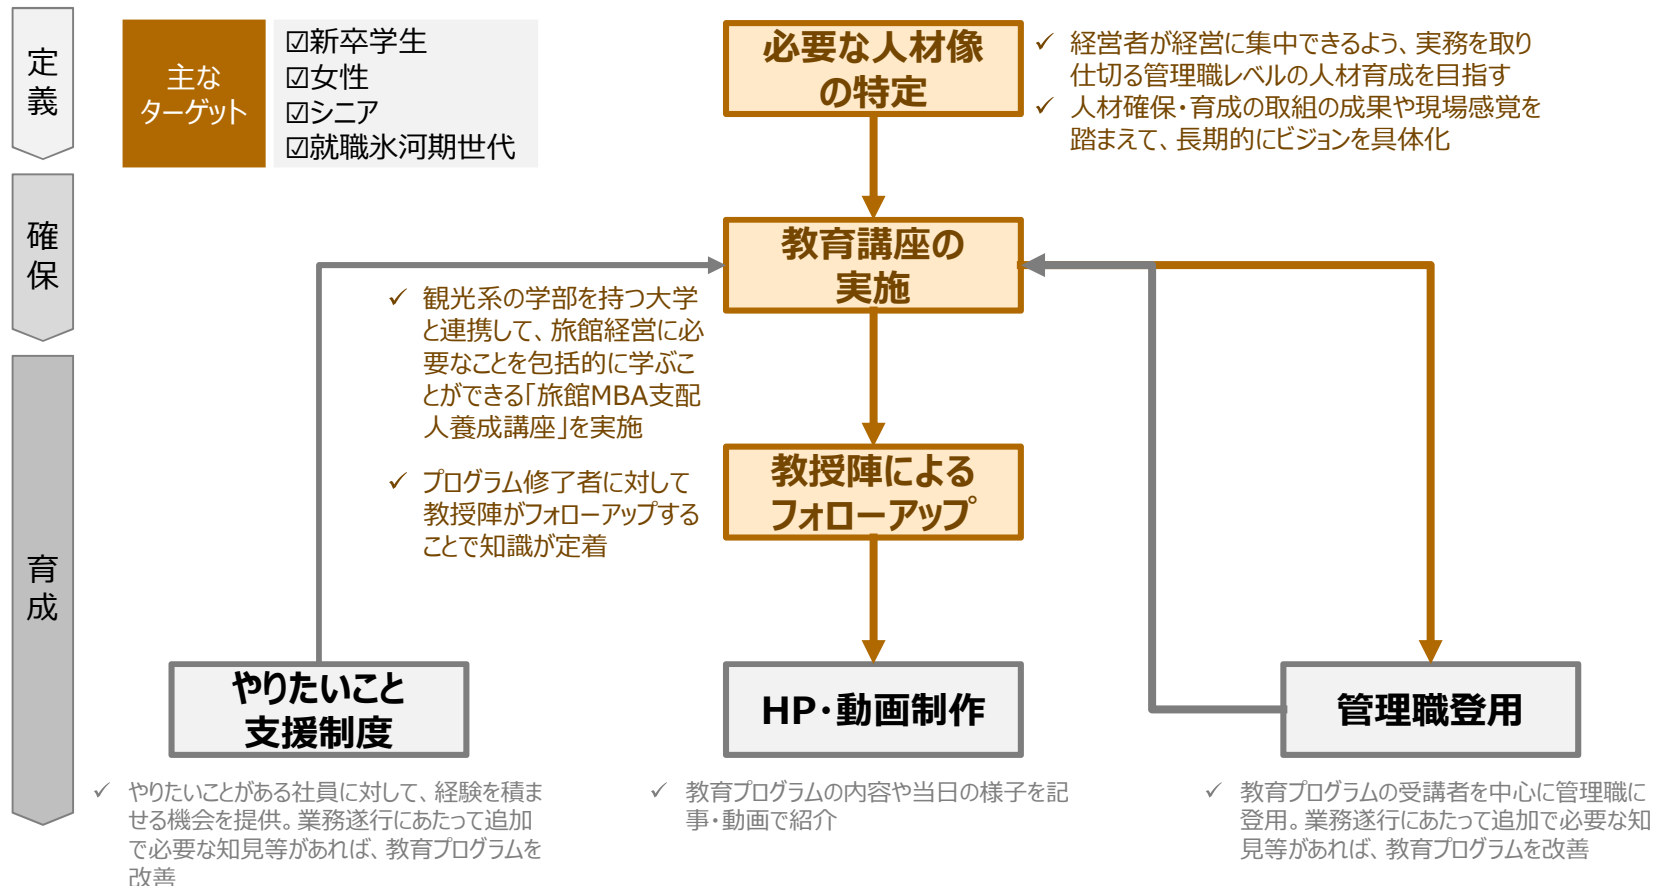 定
義
主な
ターゲット
☑新卒学生
☑女性
☑シニア
☑就職氷河期世代
必要な人材像
の特定
✓ 経営者が経営に集中できるよう、実務を取り
仕切る管理職レベルの人材育成を目指す
✓ 人材確保・育成の取組の成果や現場感覚を
踏まえて、長期的にビジョンを具体化
確
保
教育講座の
実施
✓ 観光系の学部を持つ大学
と連携して、旅館経営に必
要なことを包括的に学ぶこ
とができる「旅館MBA支配
人養成講座」を実施
育
成
教授陣による
フォローアップ
✓ プログラム修了者に対して
教授陣がフォローアップする
ことで知識が定着
やりたいこと
支援制度
✓ やりたいことがある社員に対して、経験を積ま
せる機会を提供。業務遂行にあたって追加
で必要な知見等があれば、教育プログラムを
改善
HP・動画制作
✓ 教育プログラムの内容や当日の様子を記
事・動画で紹介
管理職登用
✓ 教育プログラムの受講者を中心に管理職に
登用。業務遂行にあたって追加で必要な知
見等があれば、教育プログラムを改善